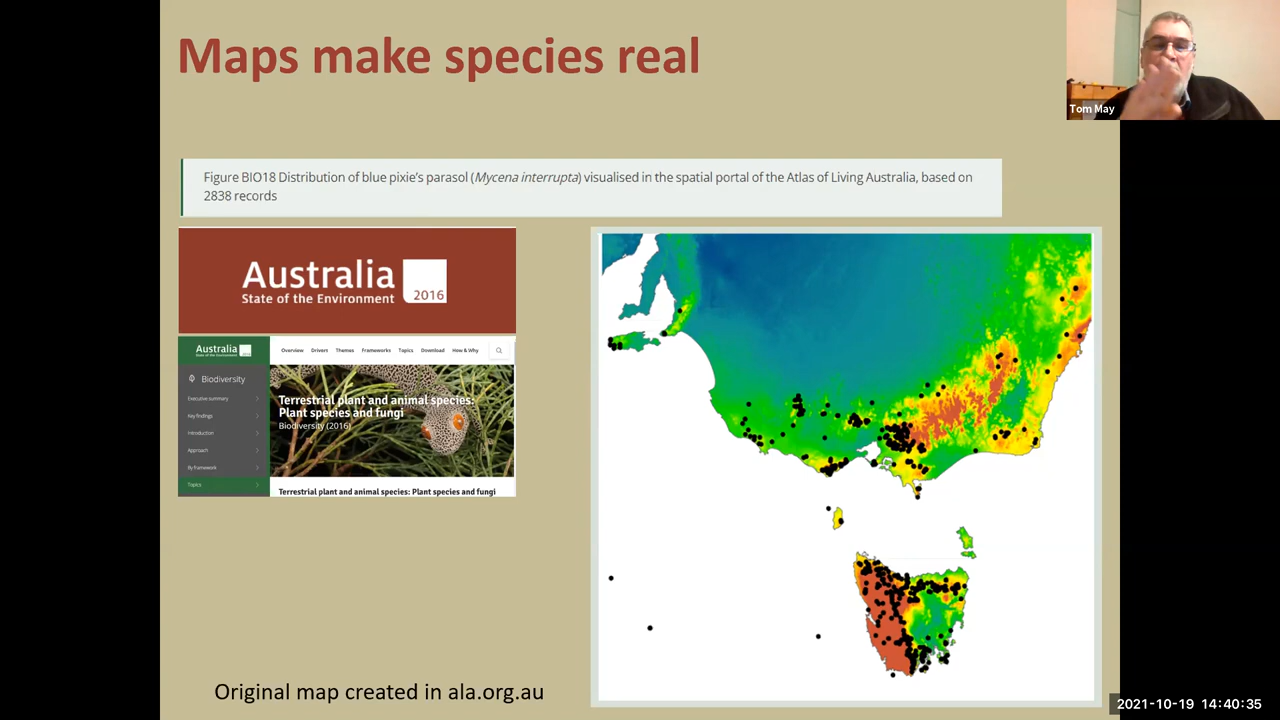 Maps make species real
Tom May
Figure BIO18 Distribution of blue pixie's parasol (Mycena interrupta) visualised in the spatial portal of the Atlas of Living Australia, based on
2838 records
Australia
State of the Environment 2016
Australia
State of the Environment 2016
Overview Drivers Themes Frameworks Topics Download How & Why
Biodiversity
Executive summary
Key findings
Introduction
Approach
By framework
Topics
Terrestrial plant and animal species:
Plant species and fungi
Biodiversity (2016)
Terrestrial plant and animal species: Plant species and fungi
Original map created in ala.org.au
2021-10-19 14:40:35